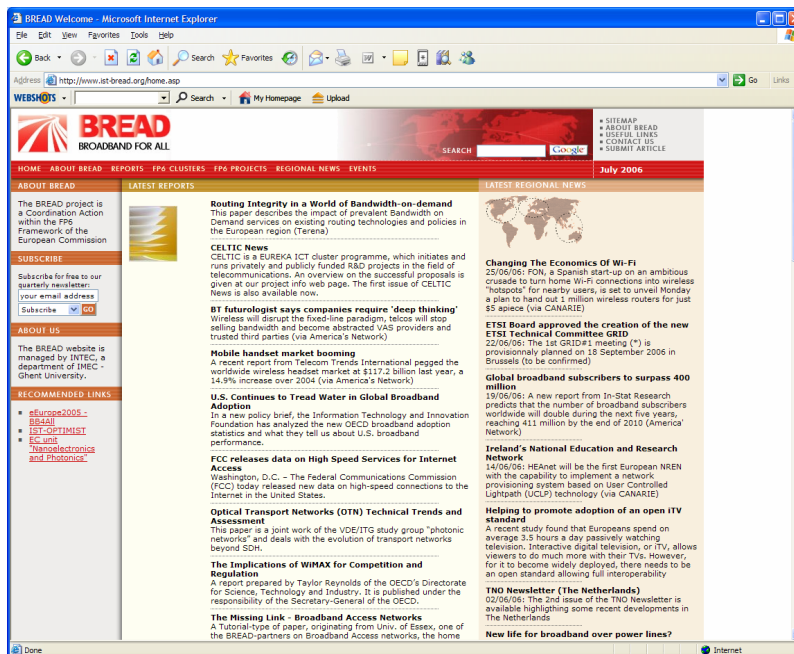 BREAD Welcome - Microsoft Internet Explorer
File Edit View Favorites Tools Help
Back Search Favorites
Address http://www.ist-bread.org/home.asp Go Links
WEBSHOTS Search My Homepage Upload
BREAD
BROADBAND FOR ALL
SEARCH Google
SITEMAP
ABOUT BREAD
USEFUL LINKS
CONTACT US
SUBMIT ARTICLE
HOME ABOUT BREAD REPORTS FP6 CLUSTERS FP6 PROJECTS REGIONAL NEWS EVENTS July 2006
ABOUT BREAD
The BREAD project is
a Coordination Action
within the FP6
Framework of the
European Commission
SUBSCRIBE
Subscribe for free to our
quarterly newsletter:
your email address
Subscribe GO
ABOUT US
The BREAD website is
managed by INTEC, a
department of IMEC -
Ghent University.
RECOMMENDED LINKS
eEurope2005 -
BB4All
IST-OPTIMIST
EC unit
"Nanoelectronics
and Photonics"
LATEST REPORTS
Routing Integrity in a World of Bandwidth-on-demand
This paper describes the impact of prevalent Bandwidth on
Demand services on existing routing technologies and policies in
the European region (Terena)
CELTIC News
CELTIC is a EUREKA ICT cluster programme, which initiates and
runs privately and publicly funded R&D projects in the field of
telecommunications. An overview on the successful proposals is
given at our project info web page. The first issue of CELTIC
News is also available now.
BT futurologist says companies require 'deep thinking'
Wireless will disrupt the fixed-line paradigm, telcos will stop
selling bandwidth and become abstracted VAS providers and
trusted third parties (via America's Network)
Mobile handset market booming
A recent report from Telecom Trends International pegged the
worldwide wireless headset market at $117.2 billion last year, a
14.9% increase over 2004 (via America's Network)
U.S. Continues to Tread Water in Global Broadband
Adoption
In a new policy brief, the Information Technology and Innovation
Foundation has analyzed the new OECD broadband adoption
statistics and what they tell us about U.S. broadband
performance.
FCC releases data on High Speed Services for Internet
Access
Washington, D.C. – The Federal Communications Commission
(FCC) today released new data on high-speed connections to the
Internet in the United States.
Optical Transport Networks (OTN) Technical Trends and
Assessment
This paper is a joint work of the VDE/ITG study group "photonic
networks" and deals with the evolution of transport networks
beyond SDH.
The Implications of WiMAX for Competition and
Regulation
A report prepared by Taylor Reynolds of the OECD's Directorate
for Science, Technology and Industry. It is published under the
responsibility of the Secretary-General of the OECD.
The Missing Link - Broadband Access Networks
A Tutorial-type of paper, originating from Univ. of Essex, one of
the BREAD-partners on Broadband Access networks, the home
LATEST REGIONAL NEWS
Changing The Economics Of Wi-Fi
25/06/06: FON, a Spanish start-up on an ambitious
crusade to turn home Wi-Fi connections into wireless
"hotspots" for nearby users, is set to unveil Monday
a plan to hand out 1 million wireless routers for just
$5 apiece (via CANARIE)
ETSI Board approved the creation of the new
ETSI Technical Committee GRID
22/06/06: The 1st GRID#1 meeting (*) is
provisionnaly planned on 18 September 2006 in
Brussels (to be confirmed)
Global broadband subscribers to surpass 400
million
19/06/06: A new report from In-Stat Research
predicts that the number of broadband subscribers
worldwide will double during the next five years,
reaching 411 million by the end of 2010 (America'
Network)
Ireland's National Education and Research
Network
14/06/06: HEAnet will be the first European NREN
with the capability to implement a network
provisioning system based on User Controlled
Lightpath (UCLP) technology (via CANARIE)
Helping to promote adoption of an open iTV
standard
A recent study found that Europeans spend on
average 3.5 hours a day passively watching
television. Interactive digital television, or iTV, allows
viewers to do much more with their TVs. However,
for it to become widely deployed, there needs to be
an open standard allowing full interoperability
TNO Newsletter (The Netherlands)
02/06/06: The 2nd issue of the TNO Newsletter is
available highligthing some recent developments in
The Netherlands
New life for broadband over power lines?
Done Internet